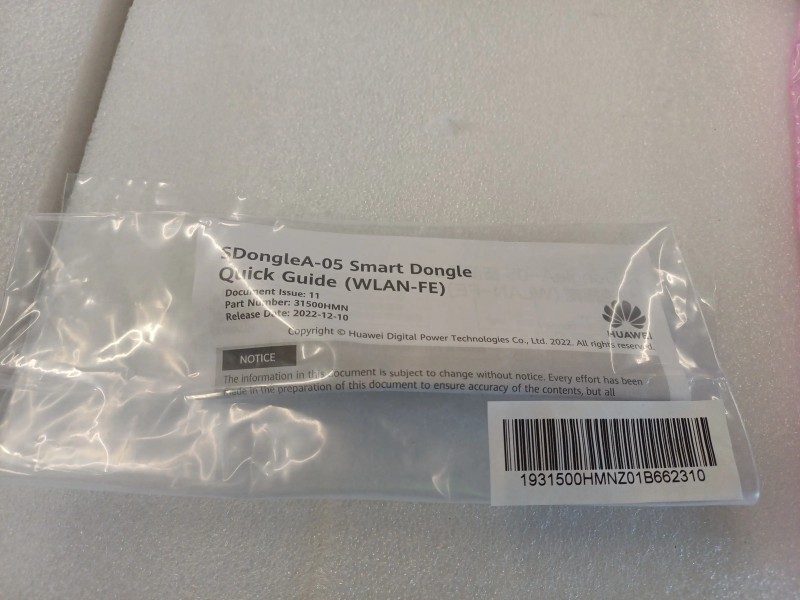 SDongleA-05 Smart Dongle
Quick Guide (WLAN-FE)
Document Issue: 11
Part Number: 31500HMN
Release Date: 2022-12-10
HUAWEI
Copyright © Huawei Digital Power Technologies Co., Ltd. 2022. All rights reserved.
NOTICE
The information in this document is subject to change without notice. Every effort has been
made in the preparation of this document to ensure accuracy of the contents, but all
1931500HMNZ01B662310